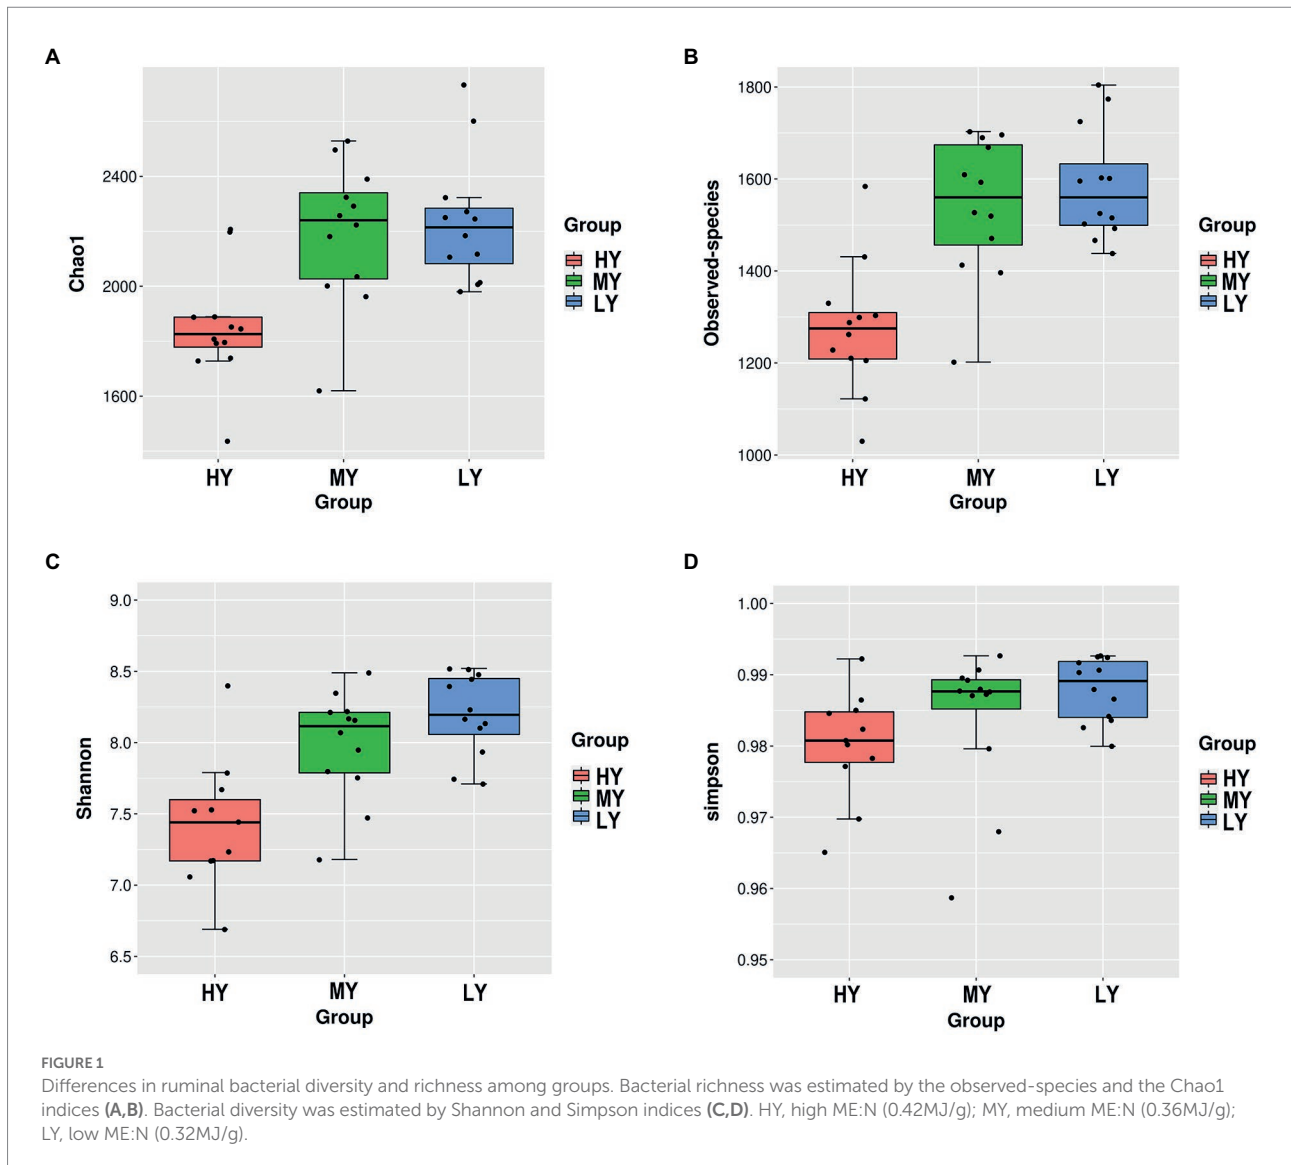 A
Chao1
2400
2000
1600
HY
MY
LY
Group
Group
HY
MY
LY
B
Observed-species
1800
1600
1400
1200
1000
HY
MY
LY
Group
Group
HY
MY
LY
C
Shannon
9.0
8.5
8.0
7.5
7.0
6.5
HY
MY
LY
Group
Group
HY
MY
LY
D
simpson
1.00
0.99
0.98
0.97
0.96
0.95
HY
MY
LY
Group
Group
HY
MY
LY
FIGURE 1
Differences in ruminal bacterial diversity and richness among groups. Bacterial richness was estimated by the observed-species and the Chao1
indices (A,B). Bacterial diversity was estimated by Shannon and Simpson indices (C,D). HY, high ME:N (0.42MJ/g); MY, medium ME:N (0.36MJ/g);
LY, low ME:N (0.32MJ/g).